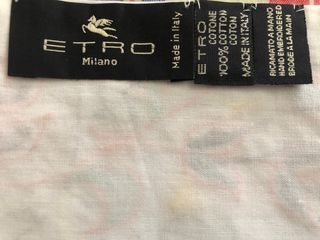 ETRO
Milano
Made in Italy
ETRO
COTONE
100% COTTON
COTON
MADE IN ITALY
RICAMATO A MANO
HAND EMBROIDERED
BRODE A LA MAIN